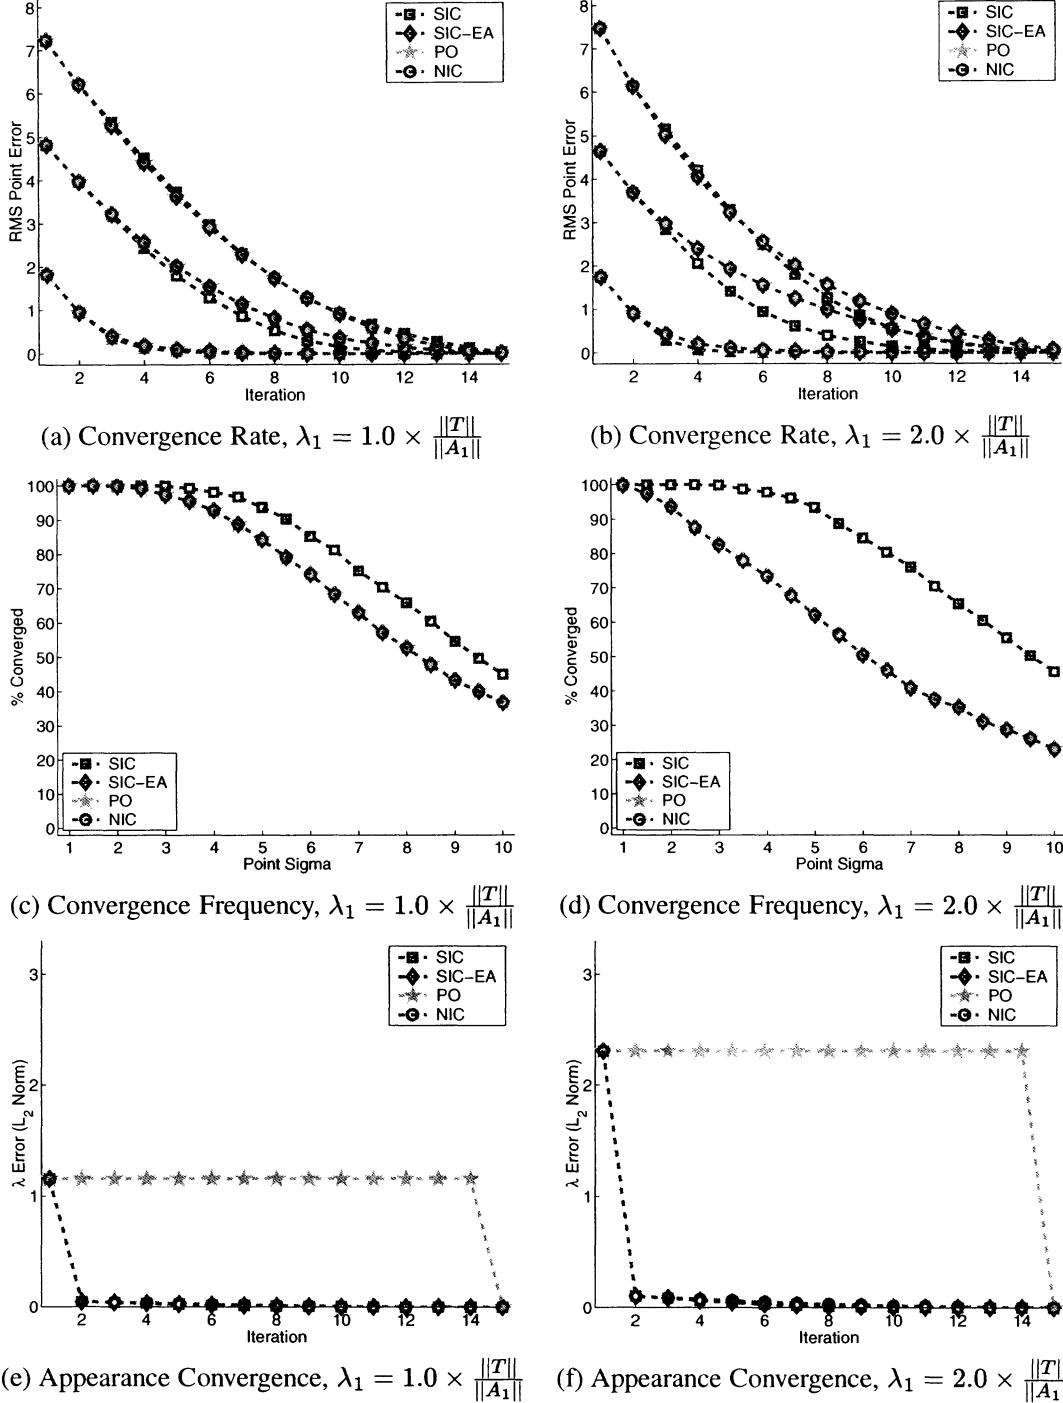 8
7
6
5
4
3
2
1
0
RMS Point Error
2 4 6 8 10 12 14
Iteration
SIC
SIC-EA
PO
NIC
(a) Convergence Rate, λ₁ = 1.0 × ||T|| / ||A₁||
8
7
6
5
4
3
2
1
0
RMS Point Error
2 4 6 8 10 12 14
Iteration
SIC
SIC-EA
PO
NIC
(b) Convergence Rate, λ₁ = 2.0 × ||T|| / ||A₁||
100
90
80
70
60
50
40
30
20
10
0
% Converged
SIC
SIC-EA
PO
NIC
1 2 3 4 5 6 7 8 9 10
Point Sigma
(c) Convergence Frequency, λ₁ = 1.0 × ||T|| / ||A₁||
100
90
80
70
60
50
40
30
20
10
0
% Converged
SIC
SIC-EA
PO
NIC
1 2 3 4 5 6 7 8 9 10
Point Sigma
(d) Convergence Frequency, λ₁ = 2.0 × ||T|| / ||A₁||
3
2
1
0
λ Error (L₂ Norm)
SIC
SIC-EA
PO
NIC
2 4 6 8 10 12 14
Iteration
(e) Appearance Convergence, λ₁ = 1.0 × ||T|| / ||A₁||
3
2
1
0
λ Error (L₂ Norm)
SIC
SIC-EA
PO
NIC
2 4 6 8 10 12 14
Iteration
(f) Appearance Convergence, λ₁ = 2.0 × ||T| / ||A₁